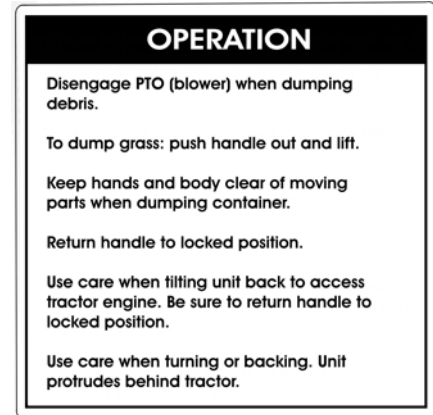 OPERATION
Disengage PTO (blower) when dumping
debris.
To dump grass: push handle out and lift.
Keep hands and body clear of moving
parts when dumping container.
Return handle to locked position.
Use care when tilting unit back to access
tractor engine. Be sure to return handle to
locked position.
Use care when turning or backing. Unit
protrudes behind tractor.